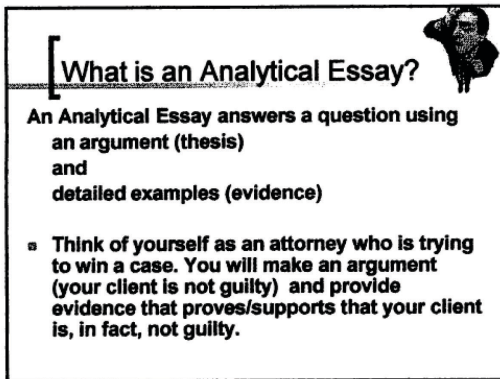 What is an Analytical Essay?
An Analytical Essay answers a question using
an argument (thesis)
and
detailed examples (evidence)
Think of yourself as an attorney who is trying
to win a case. You will make an argument
(your client is not guilty) and provide
evidence that proves/supports that your client
is, in fact, not guilty.